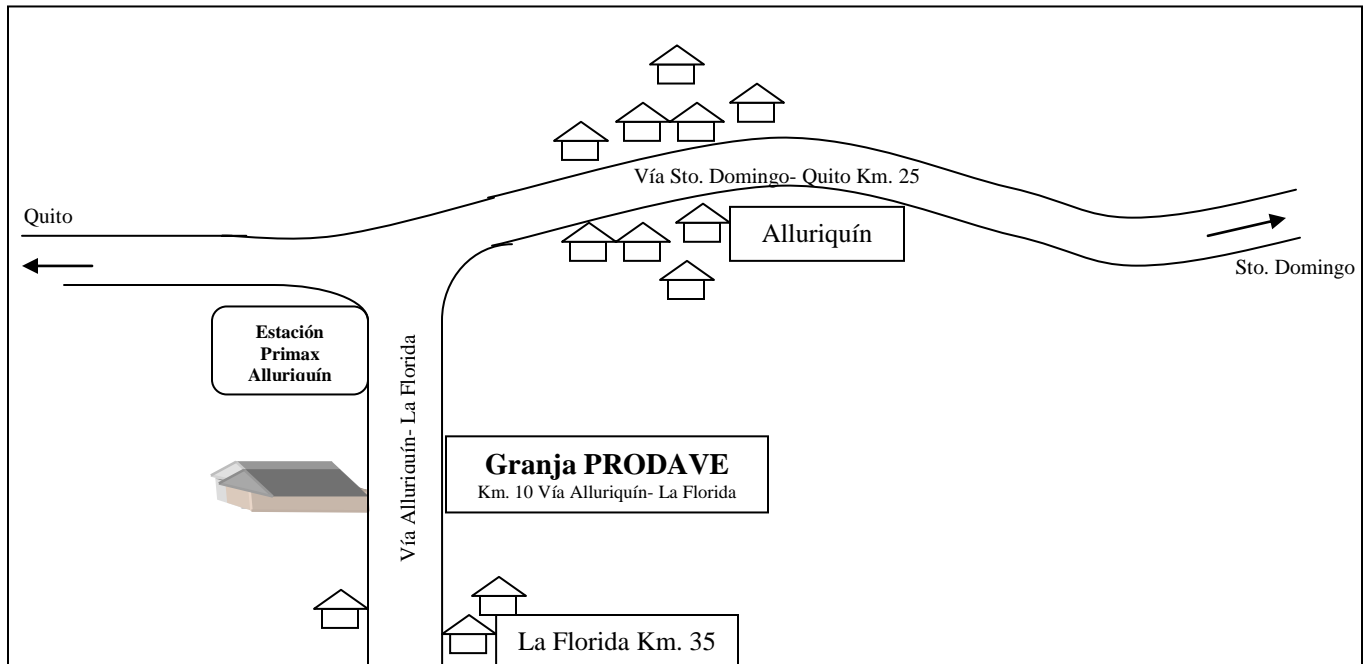 Vía Sto. Domingo- Quito Km. 25
Quito
Alluriquín
Sto. Domingo
Estación
Primax
Alluriquín
Vía Alluriquín- La Florida
Granja PRODAVE
Km. 10 Vía Alluriquín- La Florida
La Florida Km. 35